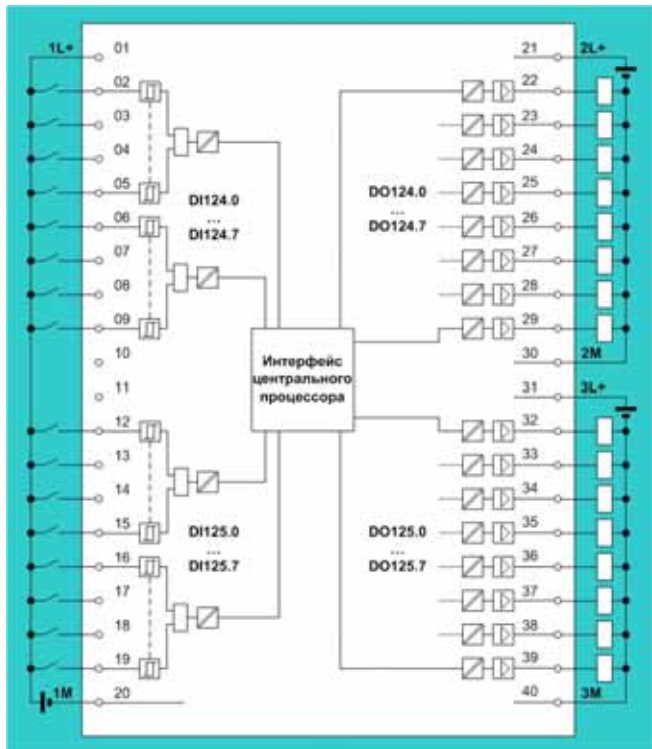 1L+ 01 21 2L+
02 22
03 23
04 24
05 DI124.0 DO124.0 25
... ...
06 DI124.7 DO124.7 26
07 27
08 28
09 29
10 30 2M
Интерфейс
центрального
процессора
11 31 3L+
12 32
13 33
14 34
15 DI125.0 DO125.0 35
... ...
16 DI125.7 DO125.7 36
17 37
18 38
19 39
1M 20 40 3M